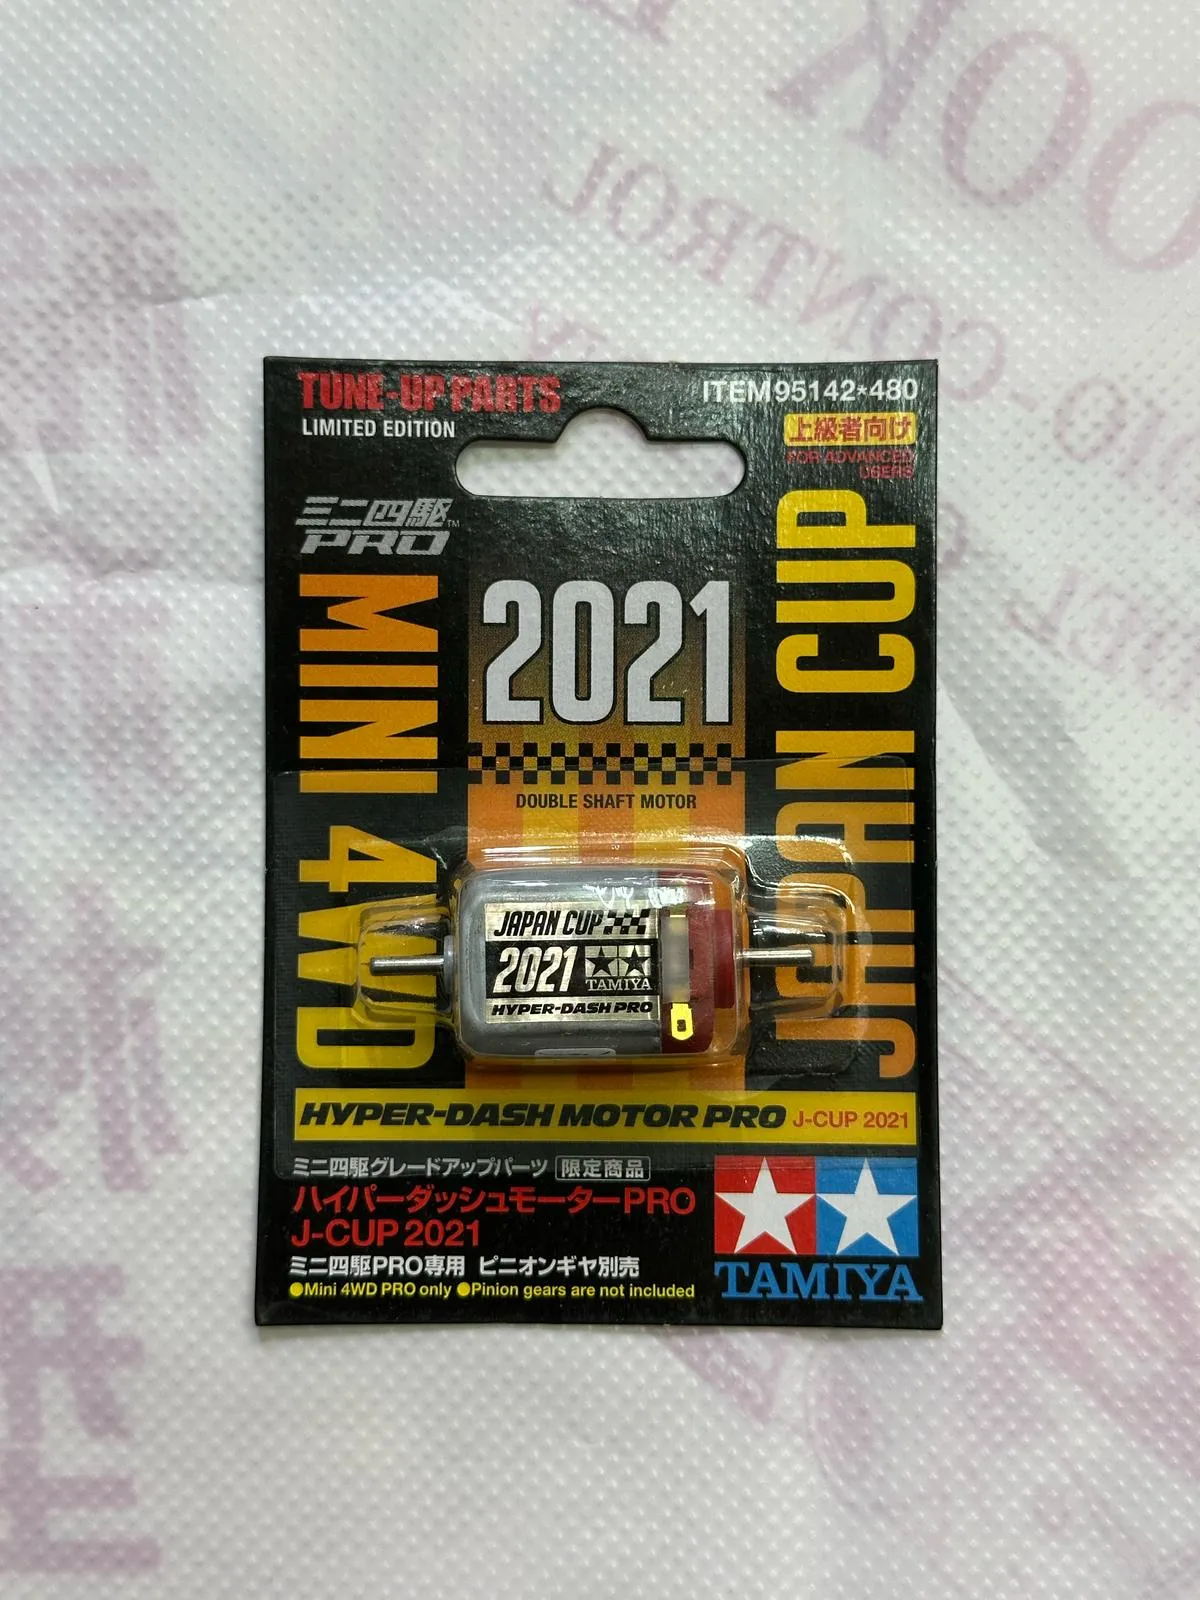 TUNE-UP PARTS
LIMITED EDITION
ITEM 95142*480
上級者向け
FOR ADVANCED
USERS
ミニ四駆™
PRO
MINI 4WD
2021
JAPAN CUP
DOUBLE SHAFT MOTOR
JAPAN CUP
2021
TAMIYA
HYPER-DASH PRO
HYPER-DASH MOTOR PRO J-CUP 2021
ミニ四駆グレードアップパーツ 限定商品
ハイパーダッシュモーターPRO
J-CUP 2021
ミニ四駆PRO専用 ピニオンギヤ別売
●Mini 4WD PRO only ●Pinion gears are not included
TAMIYA
CONTROL